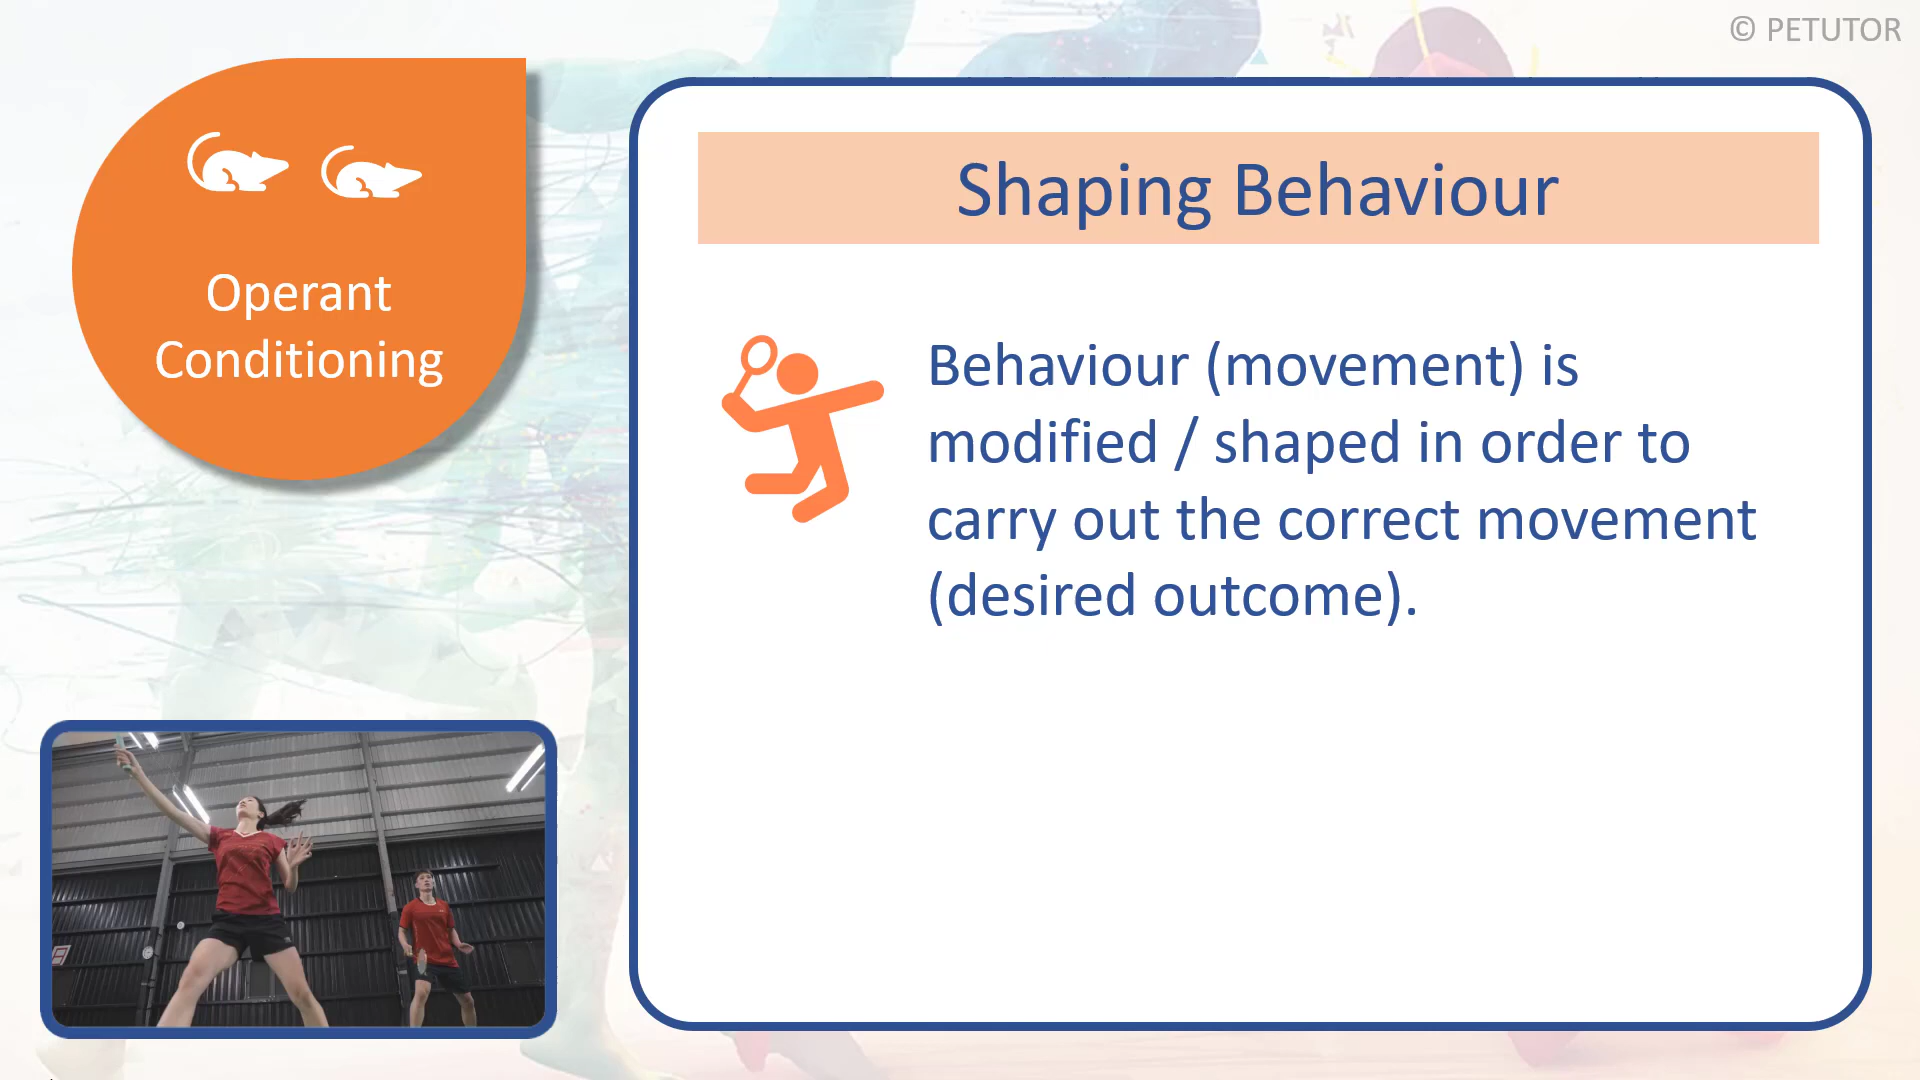 © PETUTOR
Operant
Conditioning
Shaping Behaviour
Behaviour (movement) is
modified / shaped in order to
carry out the correct movement
(desired outcome).